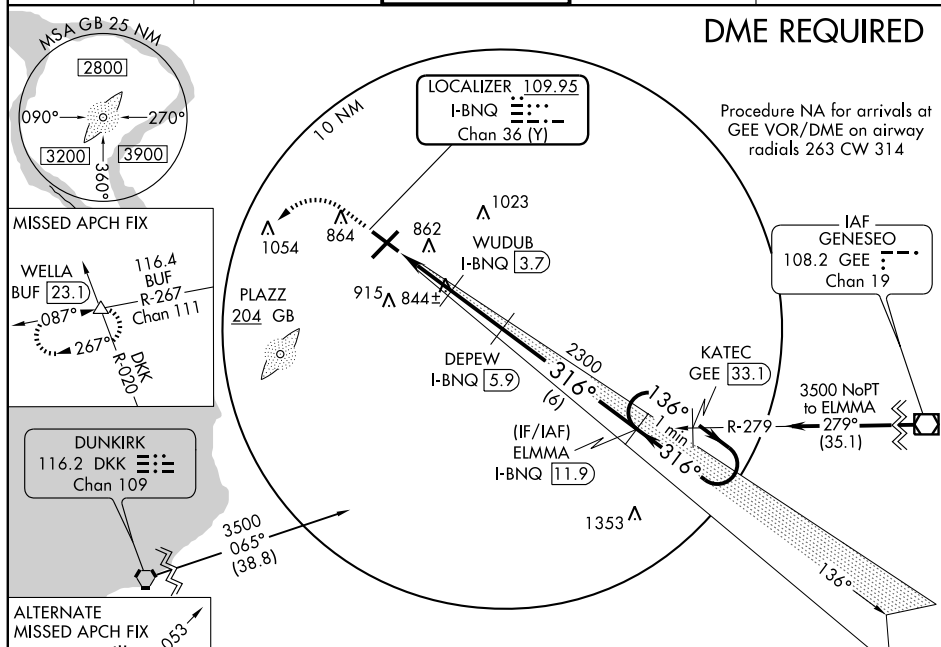 DME REQUIRED
MSA GB 25 NM
2800
090°
270°
3200
3900
360°
10 NM
LOCALIZER 109.95
I-BNQ
Chan 36 (Y)
Procedure NA for arrivals at
GEE VOR/DME on airway
radials 263 CW 314
MISSED APCH FIX
WELLA
BUF 23.1
116.4
BUF
R-267
Chan 111
087°
267°
DKK
R-020
1054
864
862
1023
WUDUB
I-BNQ 3.7
915
844±
PLAZZ
204 GB
DEPEW
I-BNQ 5.9
(6)
2300
316°
IAF
GENESEO
108.2 GEE
Chan 19
KATEC
GEE 33.1
136°
1 min
316°
R-279
3500 NoPT
to ELMMA
279°
(35.1)
(IF/IAF)
ELMMA
I-BNQ 11.9
1353
136°
DUNKIRK
116.2 DKK
Chan 109
3500
065°
(38.8)
ALTERNATE
MISSED APCH FIX
053